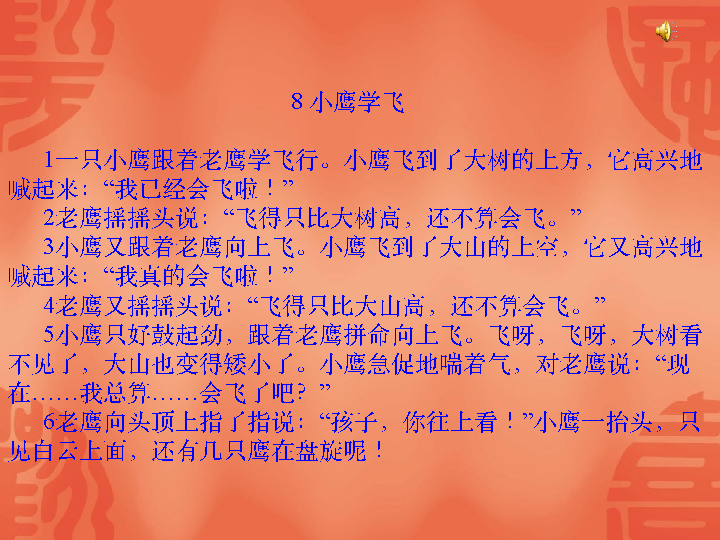 8 小鹰学飞
1一只小鹰跟着老鹰学飞行。小鹰飞到了大树的上方，它高兴地
喊起来：“我已经会飞啦！”
2老鹰摇摇头说：“飞得只比大树高，还不算会飞。”
3小鹰又跟着老鹰向上飞。小鹰飞到了大山的上空，它又高兴地
喊起来：“我真的会飞啦！”
4老鹰又摇摇头说：“飞得只比大山高，还不算会飞。”
5小鹰只好鼓起劲，跟着老鹰拼命向上飞。飞呀，飞呀，大树看
不见了，大山也变得矮小了。小鹰急促地喘着气，对老鹰说：“现
在……我总算……会飞了吧？”
6老鹰向头顶上指了指说：“孩子，你往上看！”小鹰一抬头，只
见白云上面，还有几只鹰在盘旋呢！